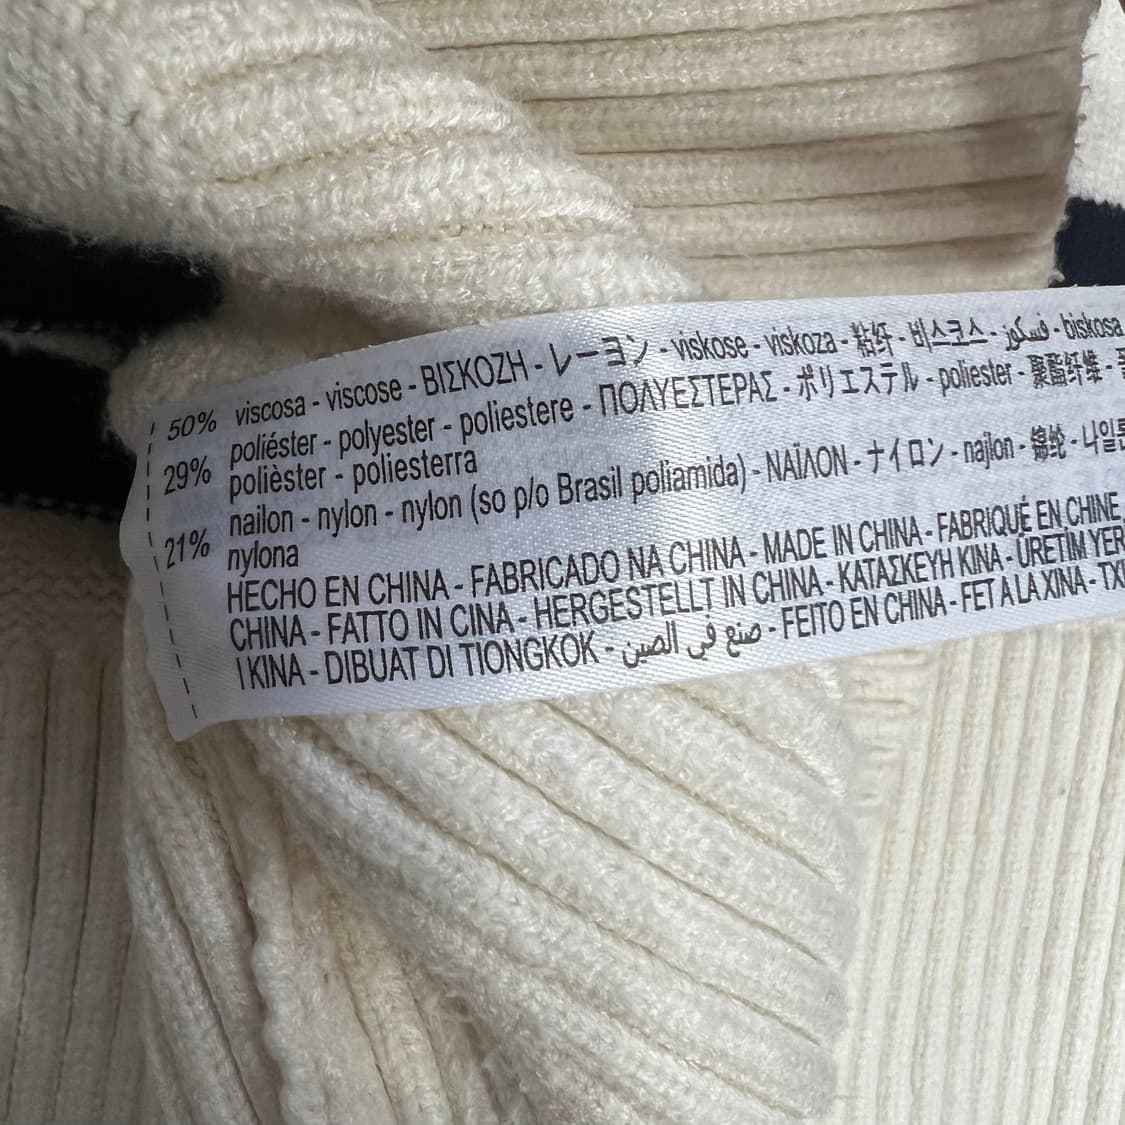 50% viscosa - viscose - ΒΙΣΚΟΖΗ - レーヨン - viskose - viskoza - 粘纤 - 비스코스 - فسكوز - biskosa
29% poliéster - polyester - poliestere - ΠΟΛΥΕΣΤΕΡΑΣ - ポリエステル - poliester - 聚酯纤维 -
polièster - poliesterra
21% nailon - nylon - nylon (so p/o Brasil poliamida) - ΝΑΪΛΟΝ - ナイロン - najlon - 锦纶 - 나일론
nylona
HECHO EN CHINA - FABRICADO NA CHINA - MADE IN CHINA - FABRIQUÉ EN CHINE
CHINA - FATTO IN CINA - HERGESTELLT IN CHINA - ΚΑΤΑΣΚΕΥΗ ΚΙΝΑ - ÜRETİM YER
I KINA - DIBUAT DI TIONGKOK - صنع في الصين - FEITO EN CHINA - FET A LA XINA -